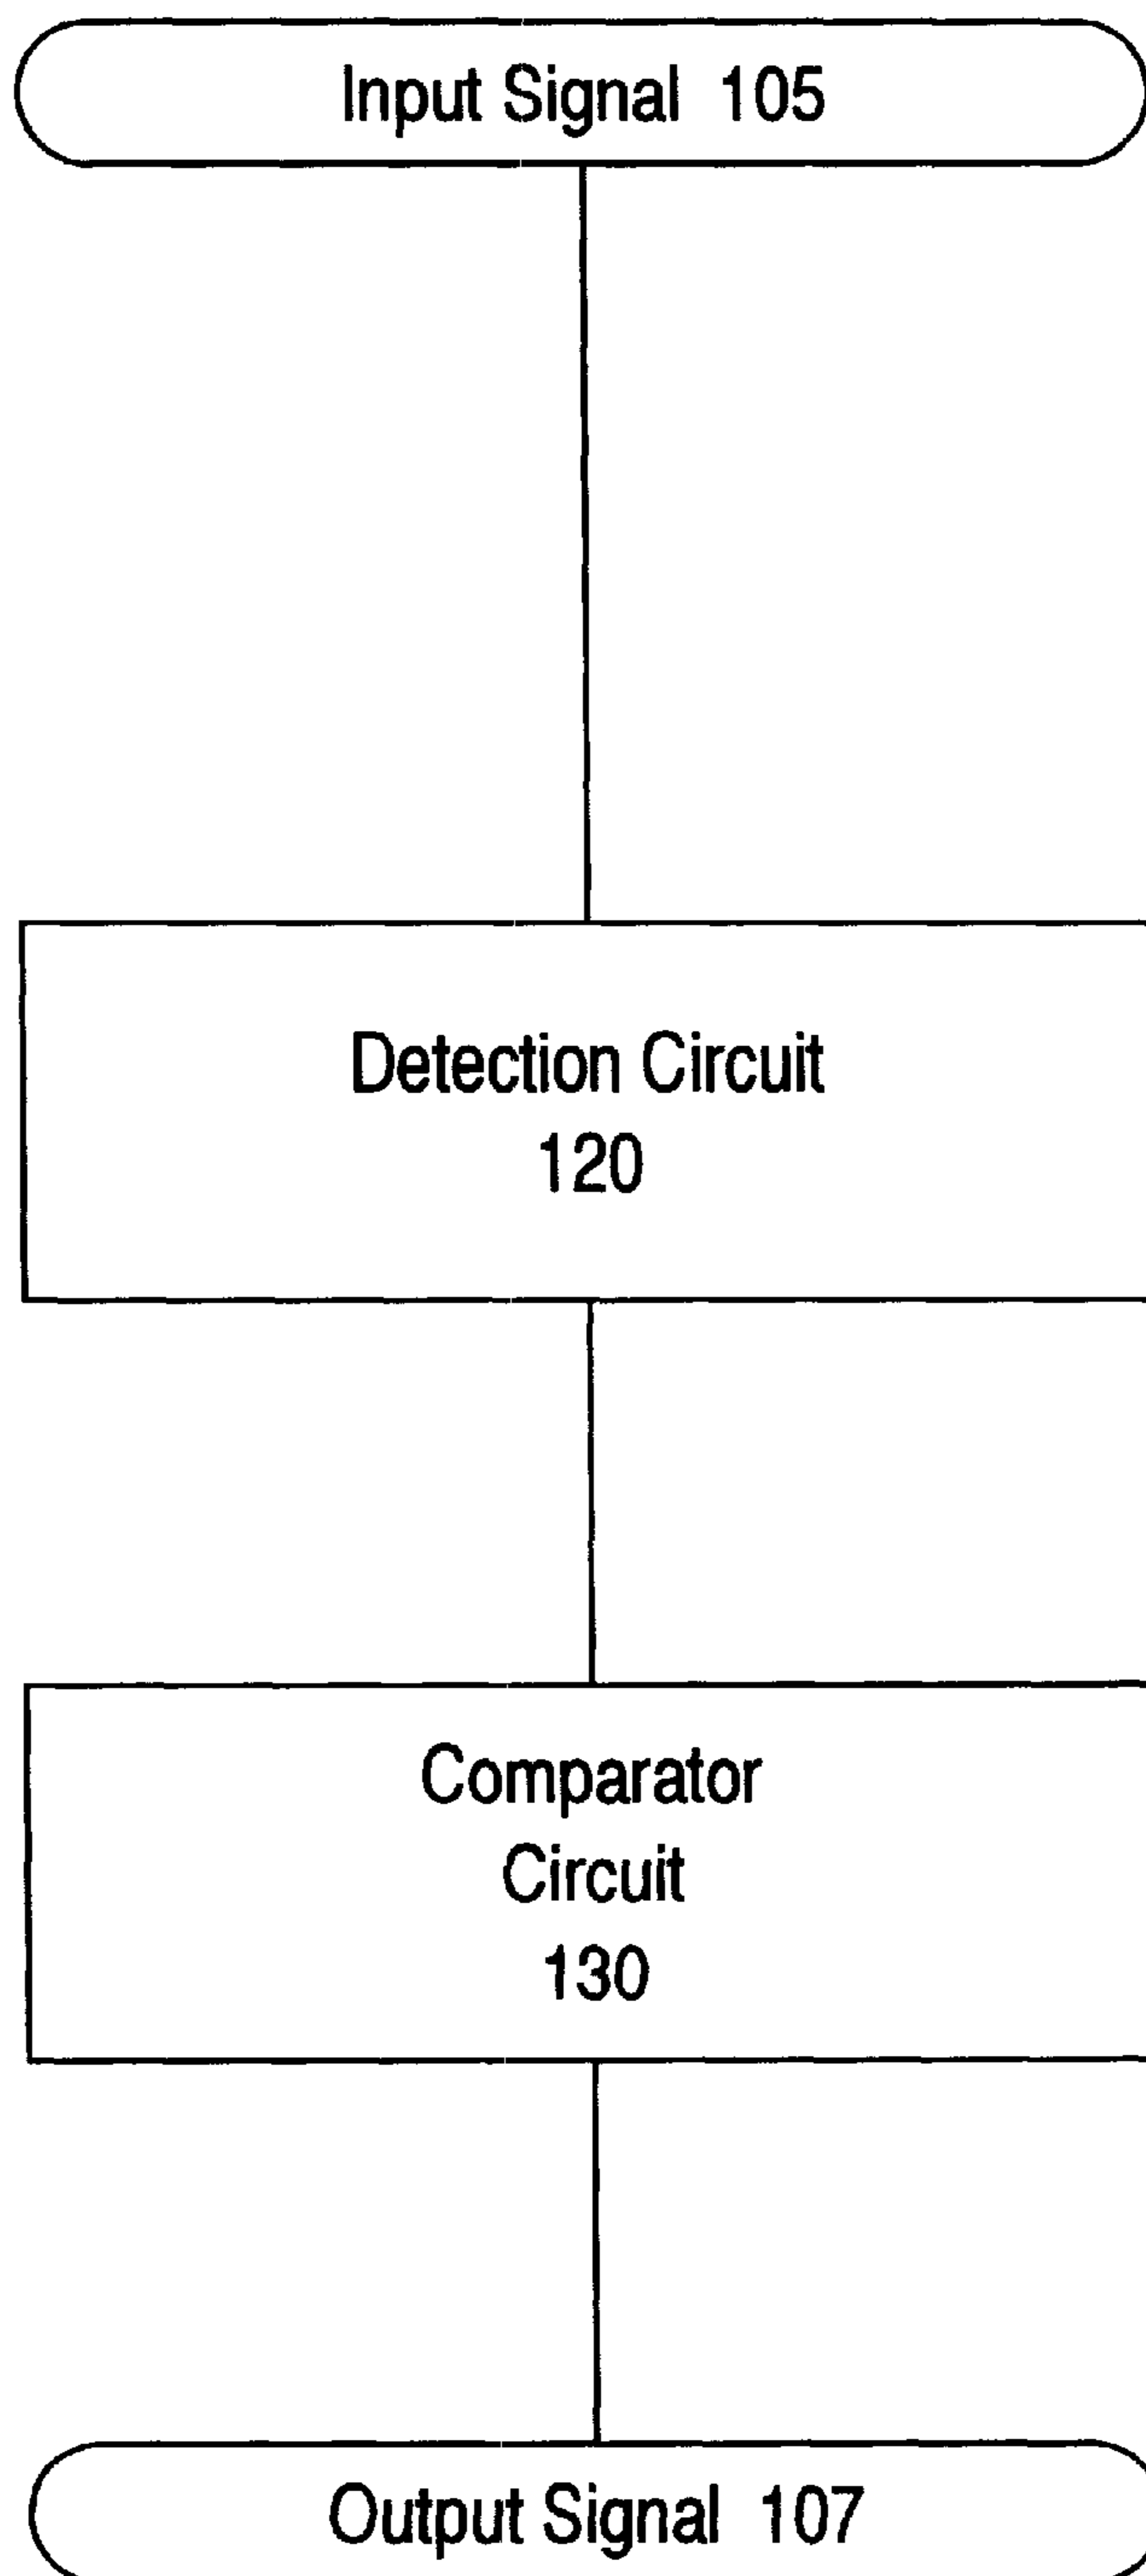 Input Signal 105
Detection Circuit
120
Comparator
Circuit
130
Output Signal 107